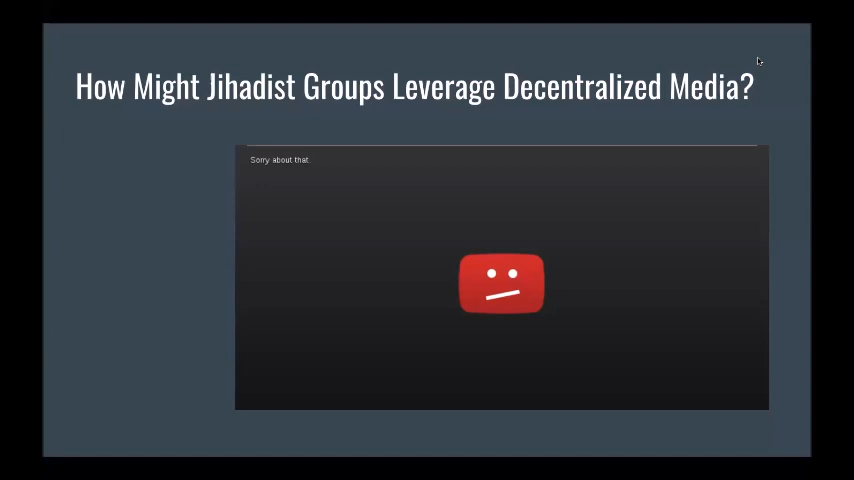 How Might Jihadist Groups Leverage Decentralized Media?
Sorry about that.